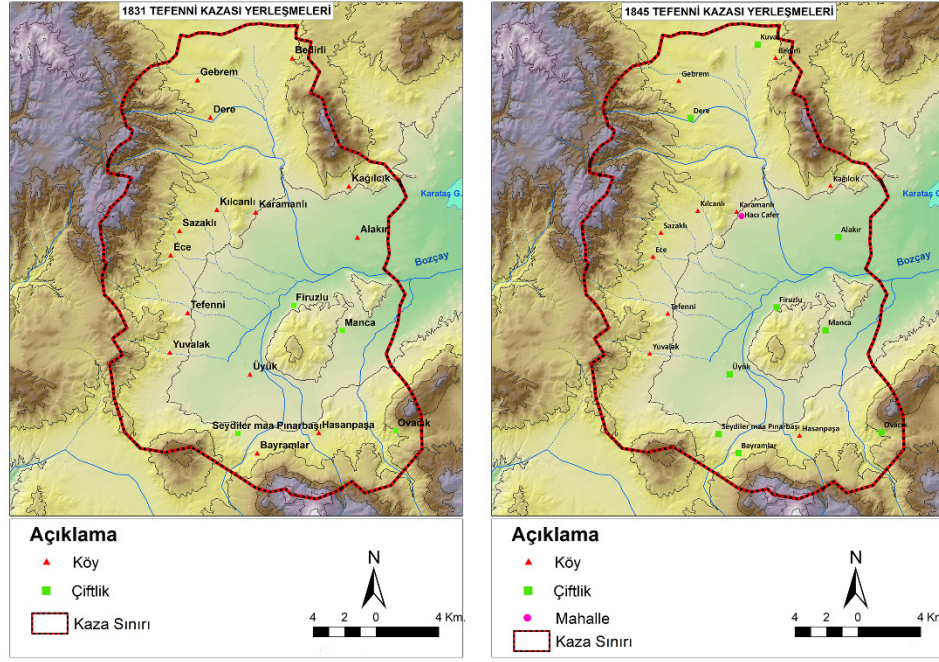 1831 TEFENNİ KAZASI YERLEŞMELERİ
Bedirli
Gebrem
Dere
Kağılcık
Karataş G.
Kılcanlı
Karamanlı
Sazaklı
Alakır
Ece
Bozçay
Firuzlu
Tefenni
Manca
Yuvalak
Üyük
Seydiler maa Pınarbaşı
Hasanpaşa
Ovacık
Bayramlar
Açıklama
Köy
Çiftlik
Kaza Sınırı
N
4 2 0 4 Km.
1845 TEFENNİ KAZASI YERLEŞMELERİ
Bedirli
Gebrem
Dere
Kağılcık
Karataş G
Kılcanlı
Karamanlı
Hacı Cafer
Sazaklı
Alakır
Ece
Bozçay
Firuzlu
Tefenni
Manca
Yuvalak
Üyük
Seydiler maa Pınarbaşı
Hasanpaşa
Ovacık
Bayramlar
Açıklama
Köy
Çiftlik
Mahalle
Kaza Sınırı
N
4 2 0 4 Km